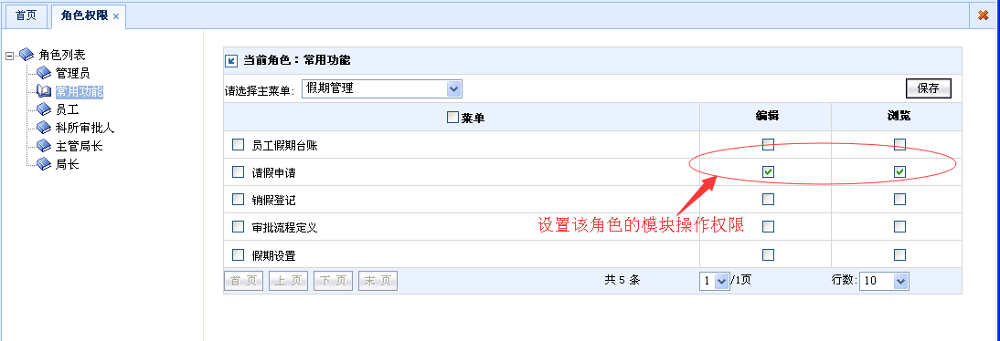 首页 角色权限
角色列表
管理员
常用功能
员工
科所审批人
主管局长
局长
当前角色：常用功能
请选择主菜单: 假期管理 保存
菜单 编辑 浏览
员工假期台账
请假申请
销假登记
审批流程定义
假期设置
设置该角色的模块操作权限
首 页 上 页 下 页 末 页 共 5 条 1 /1页 行数: 10